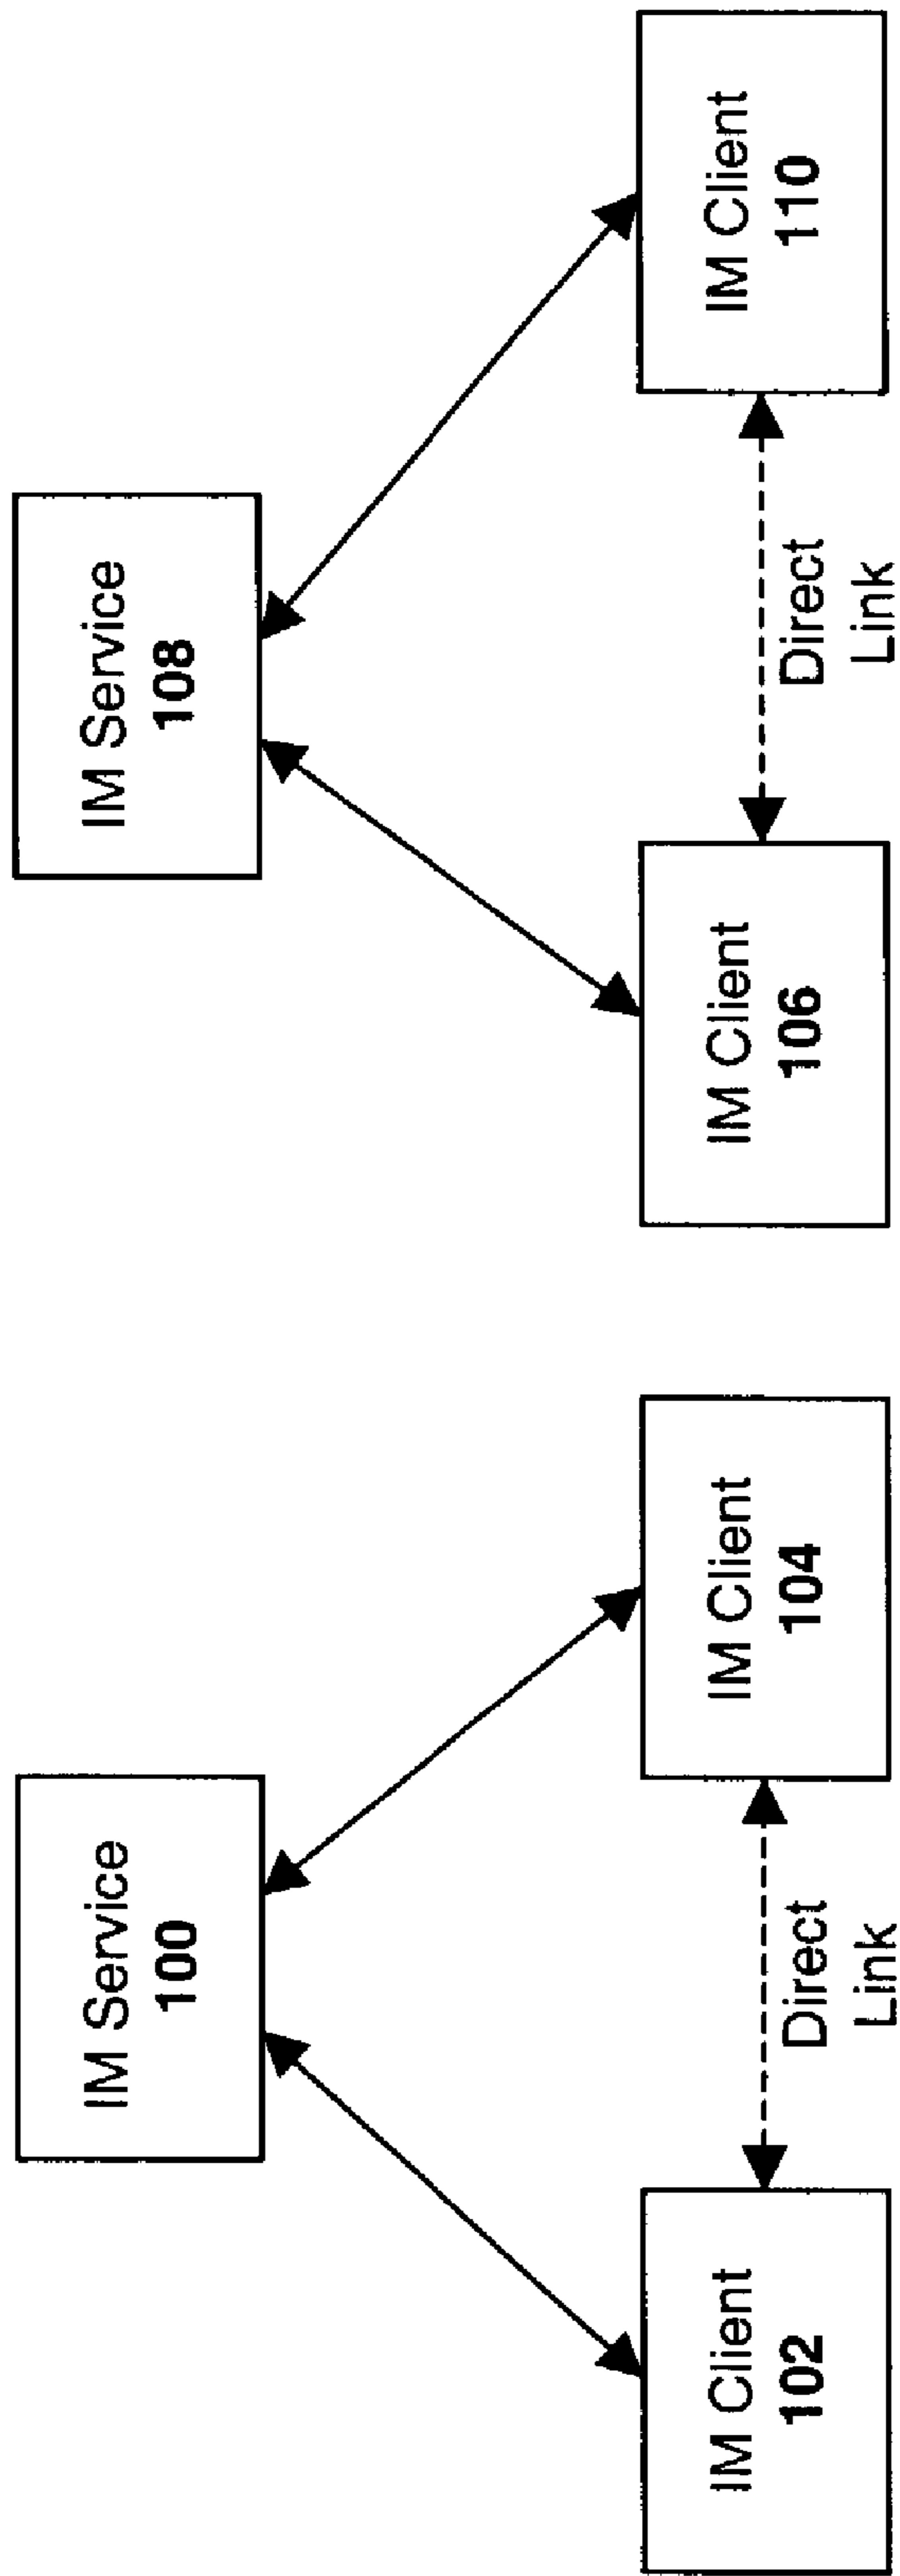 IM Service
100
IM Client
102
Direct
Link
IM Client
104
IM Service
108
IM Client
106
Direct
Link
IM Client
110